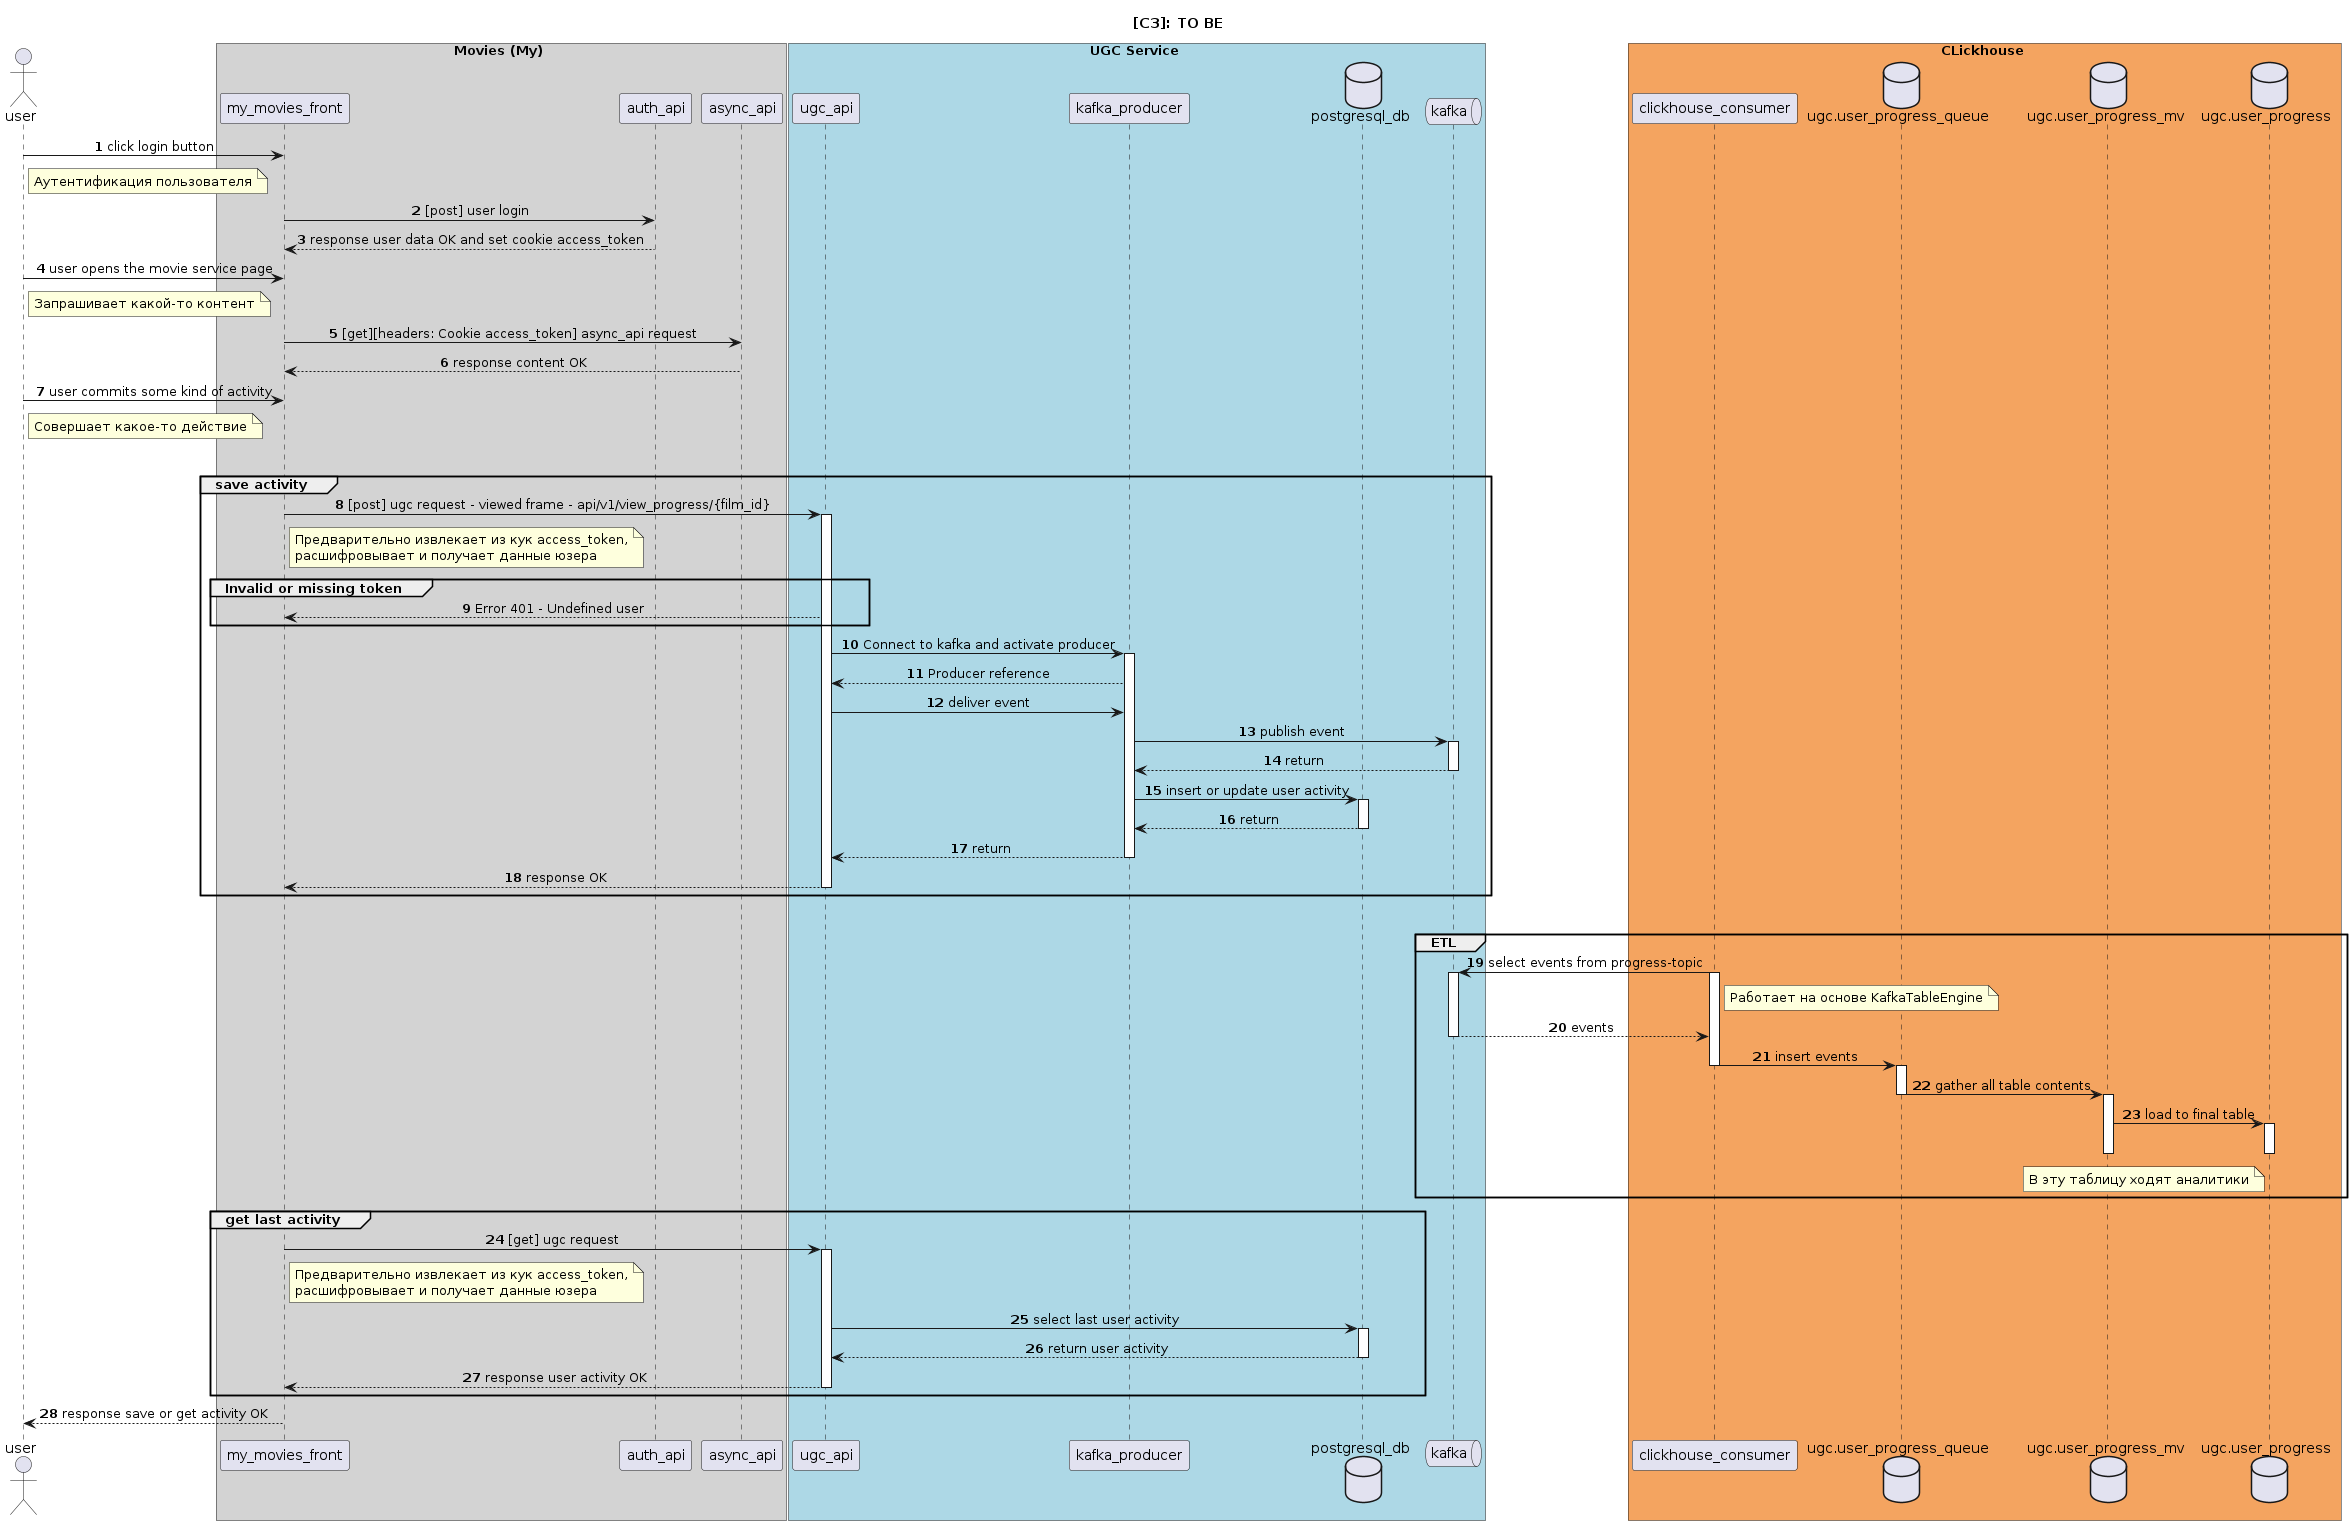 [C3]: TO BE
Movies (My)
UGC Service
CLickhouse
user
my_movies_front
auth_api
async_api
ugc_api
kafka_producer
postgresql_db
kafka
clickhouse_consumer
ugc.user_progress_queue
ugc.user_progress_mv
ugc.user_progress
1 click login button
Аутентификация пользователя
2 [post] user login
3 response user data OK and set cookie access_token
4 user opens the movie service page
Запрашивает какой-то контент
5 [get][headers: Cookie access_token] async_api request
6 response content OK
7 user commits some kind of activity
Совершает какое-то действие
save activity
8 [post] ugc request - viewed frame - api/v1/view_progress/{film_id}
Предварительно извлекает из кук access_token,
расшифровывает и получает данные юзера
Invalid or missing token
9 Error 401 - Undefined user
10 Connect to kafka and activate producer
11 Producer reference
12 deliver event
13 publish event
14 return
15 insert or update user activity
16 return
17 return
18 response OK
ETL
19 select events from progress-topic
Работает на основе KafkaTableEngine
20 events
21 insert events
22 gather all table contents
23 load to final table
В эту таблицу ходят аналитики
get last activity
24 [get] ugc request
Предварительно извлекает из кук access_token,
расшифровывает и получает данные юзера
25 select last user activity
26 return user activity
27 response user activity OK
28 response save or get activity OK
user
my_movies_front
auth_api
async_api
ugc_api
kafka_producer
postgresql_db
kafka
clickhouse_consumer
ugc.user_progress_queue
ugc.user_progress_mv
ugc.user_progress